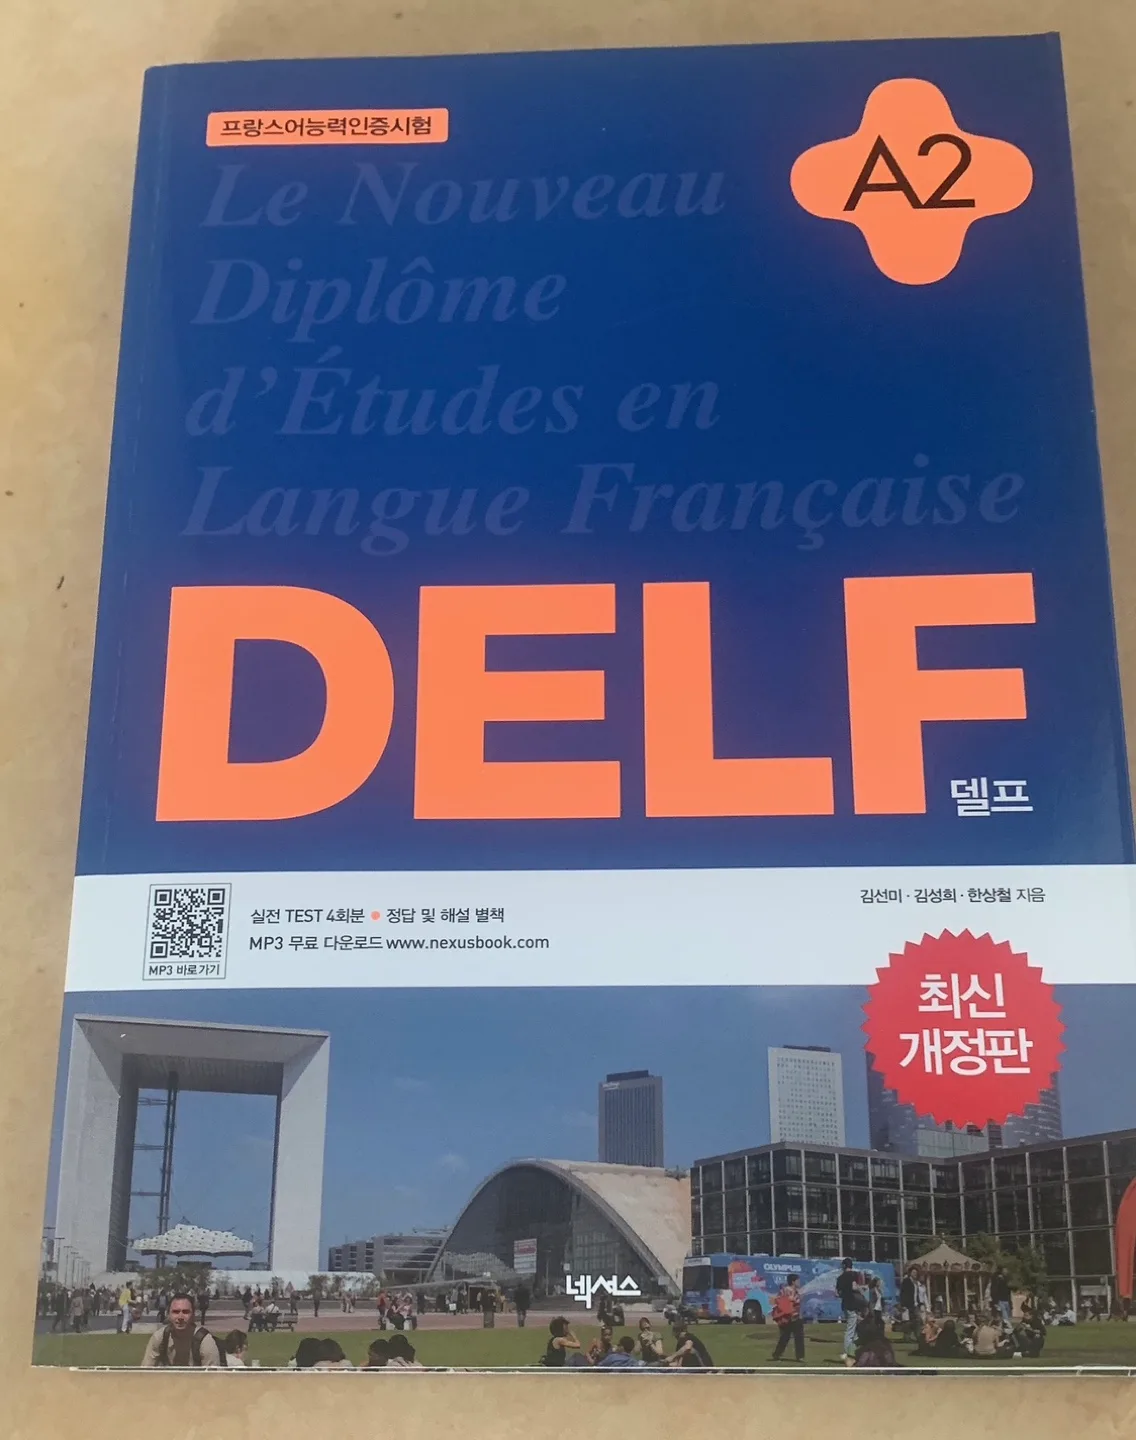 프랑스어능력인증시험
A2
Le Nouveau
Diplôme
d'Études en
Langue Française
DELF
델프
김선미 · 김성희 · 한상철 지음
실전 TEST 4회분 ● 정답 및 해설 별책
MP3 무료 다운로드 www.nexusbook.com
MP3 바로가기
최신
개정판
OLYMPUS
넥서스